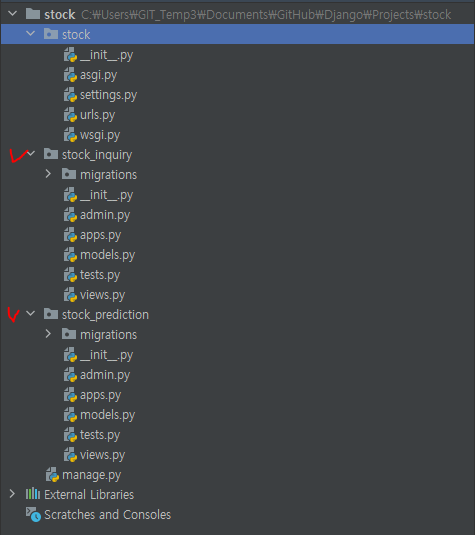 stock C:₩Users₩GIT_Temp3₩Documents₩GitHub₩Django₩Projects₩stock
stock
__init__.py
asgi.py
settings.py
urls.py
wsgi.py
stock_inquiry
migrations
__init__.py
admin.py
apps.py
models.py
tests.py
views.py
stock_prediction
migrations
__init__.py
admin.py
apps.py
models.py
tests.py
views.py
manage.py
External Libraries
Scratches and Consoles